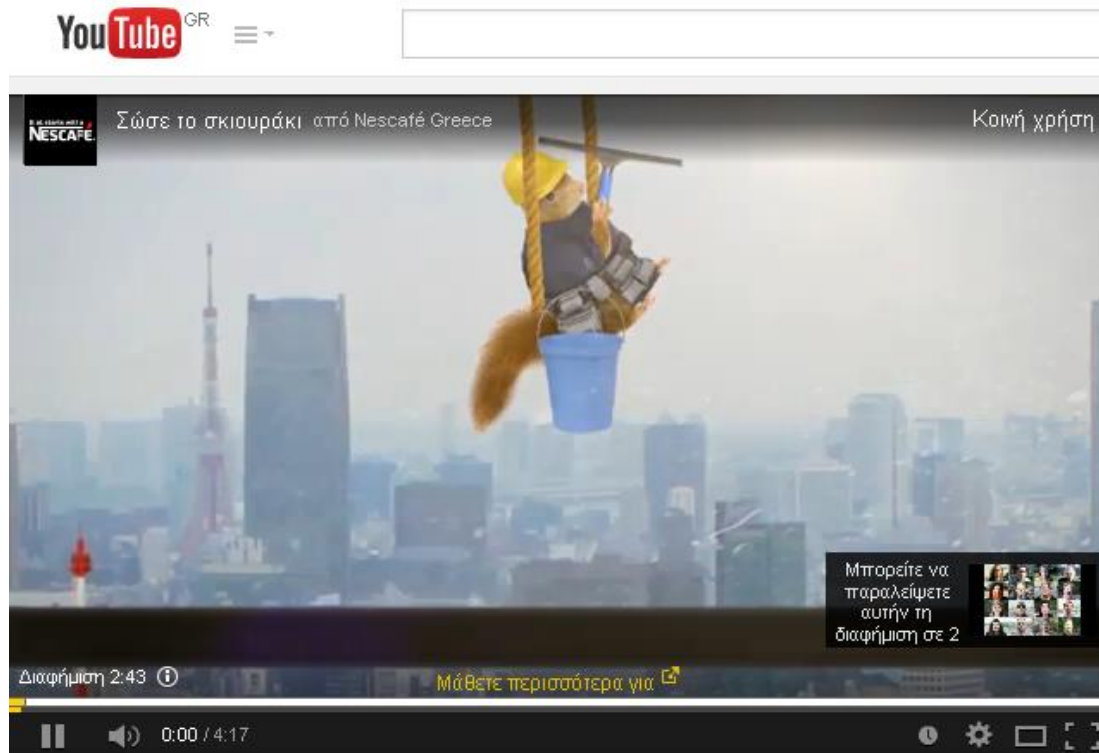 YouTube GR
NESCAFÉ.
Σώσε το σκιουράκι από Nescafé Greece
Κοινή χρήση
Μπορείτε να
παραλείψετε
αυτήν τη
διαφήμιση σε 2
Διαφήμιση 2:43
Μάθετε περισσότερα για
0:00 / 4:17